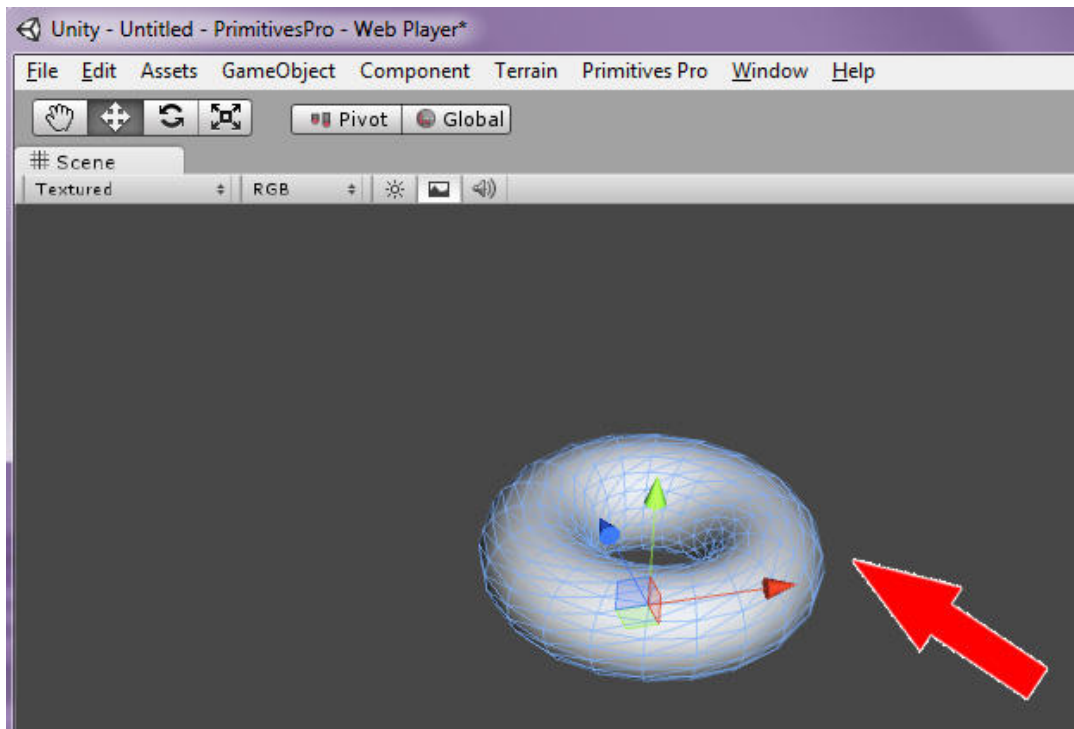 Unity - Untitled - PrimitivesPro - Web Player*
File Edit Assets GameObject Component Terrain Primitives Pro Window Help
Pivot Global
Scene
Textured RGB